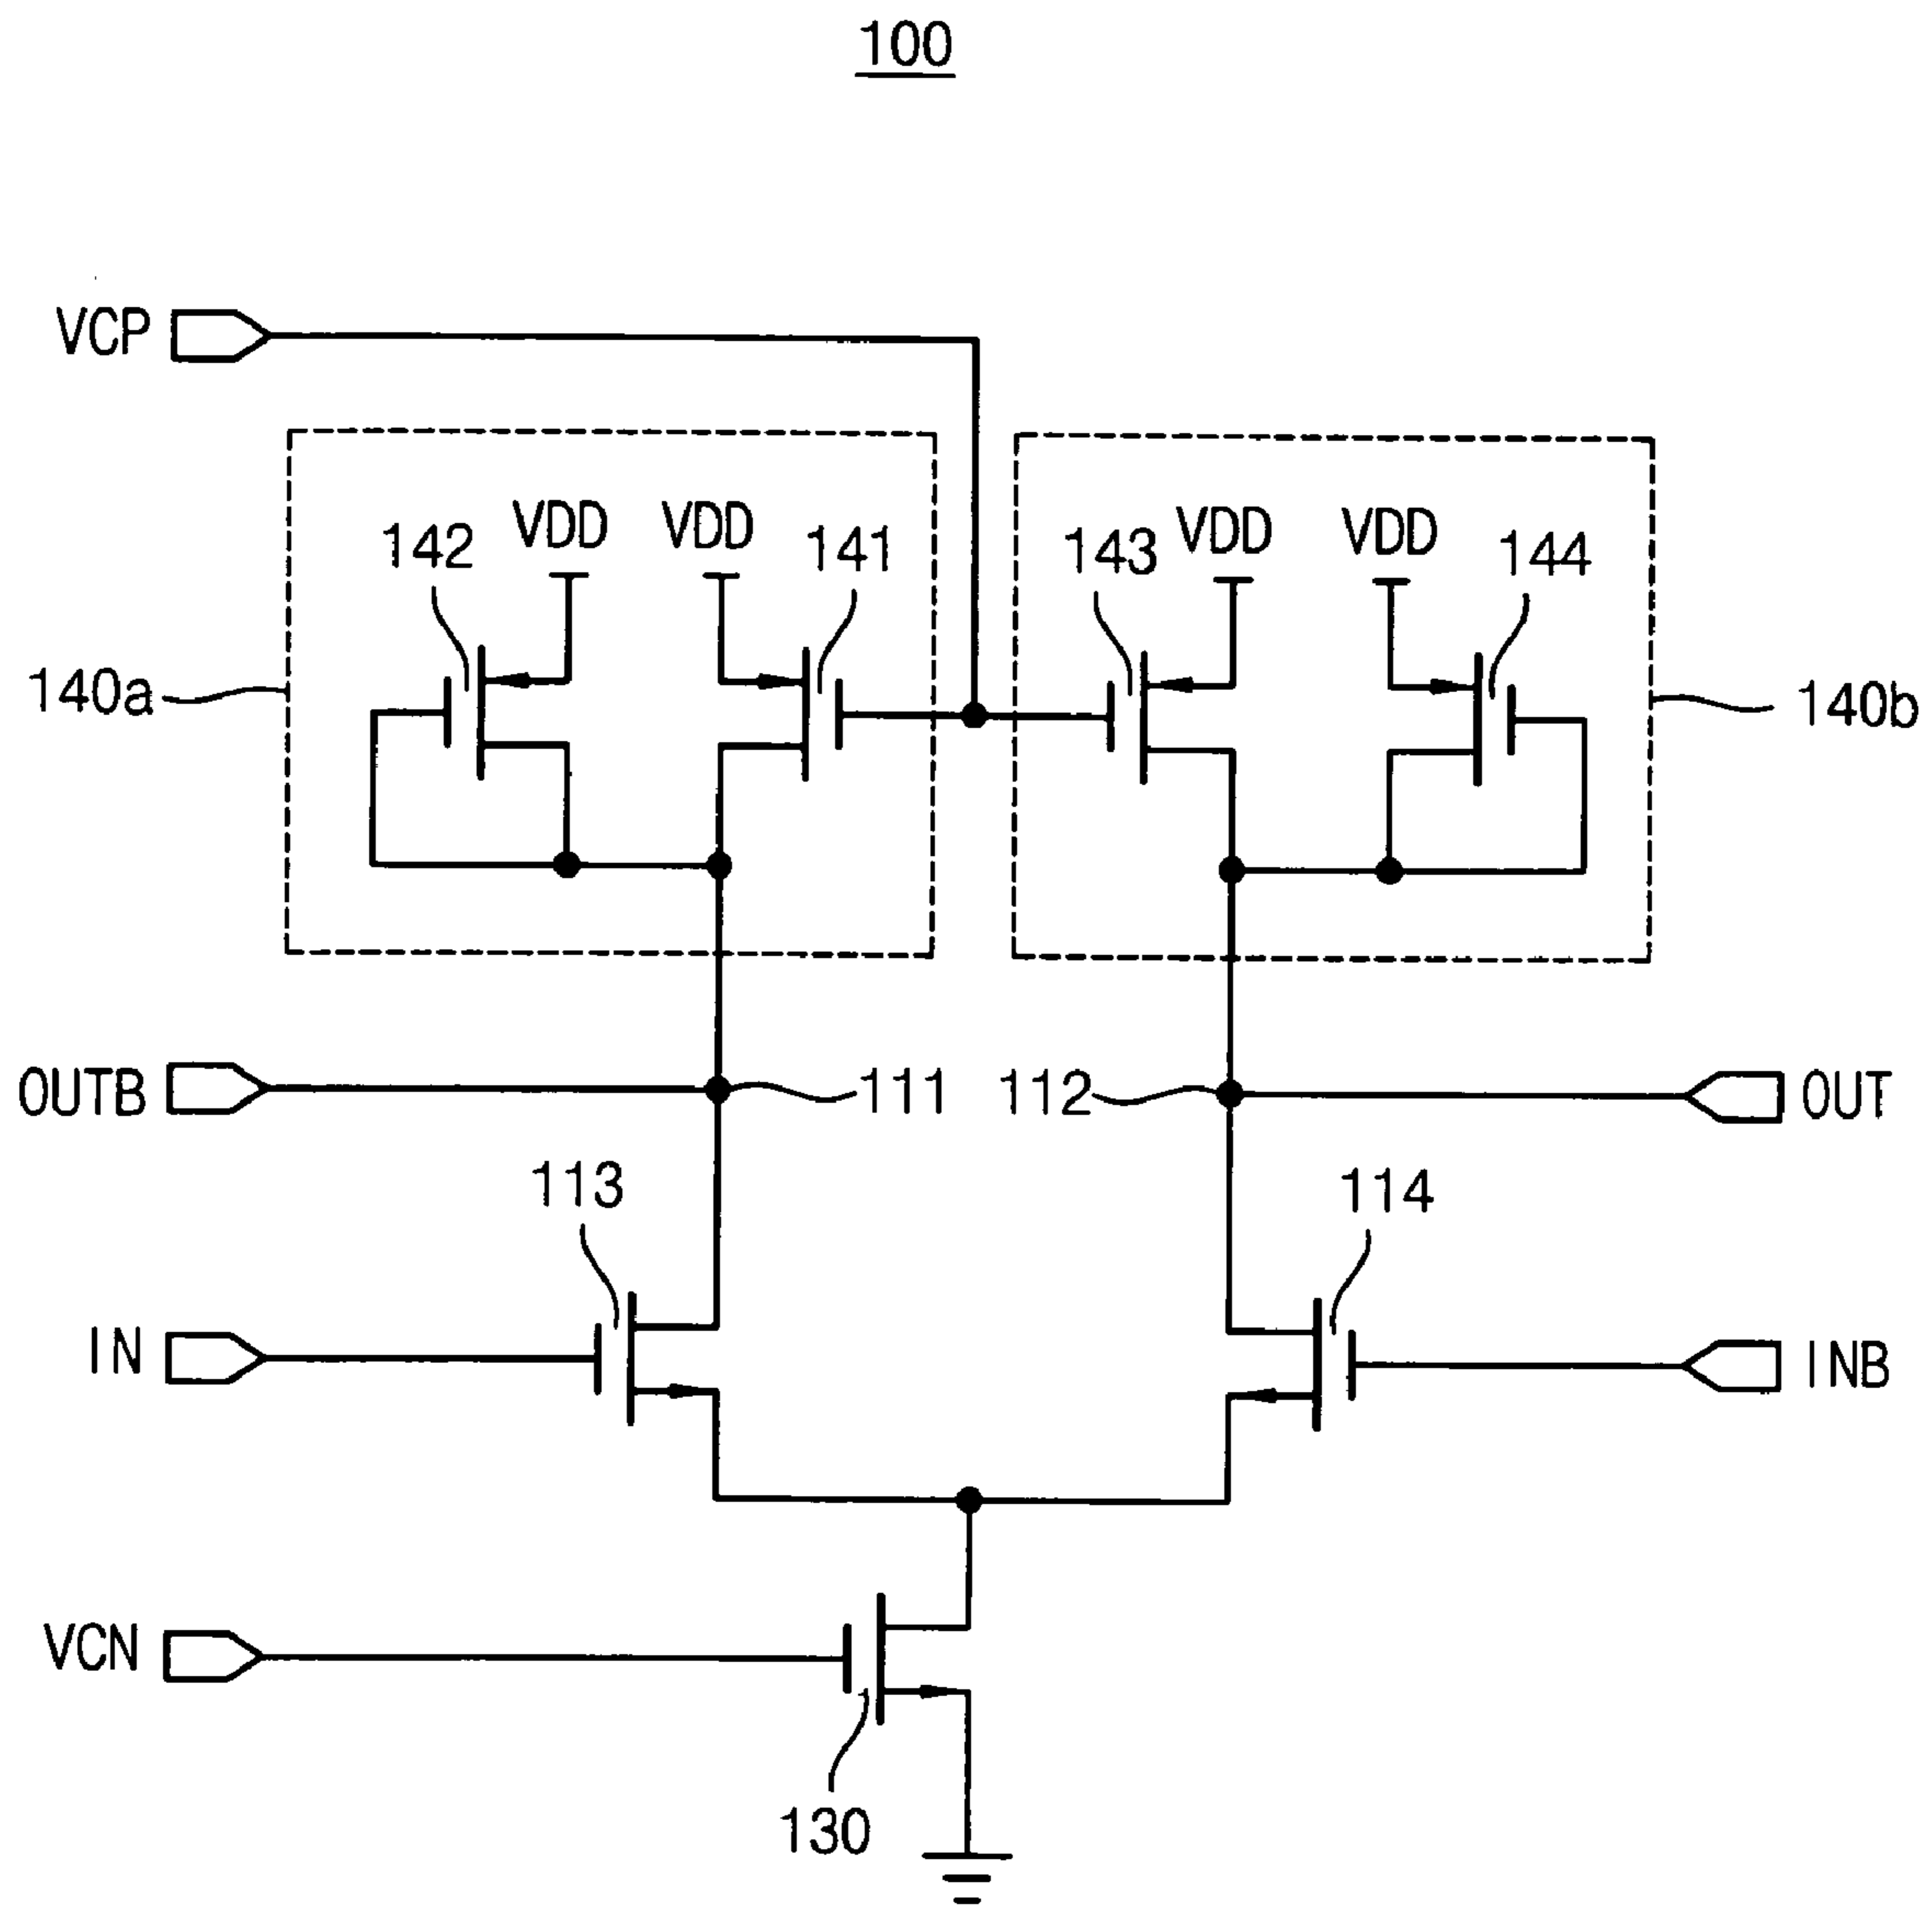 100
VCP
142 VDD VDD 141 143 VDD VDD 144
140a 140b
OUTB 111 112 OUT
113 114
IN INB
VCN
130